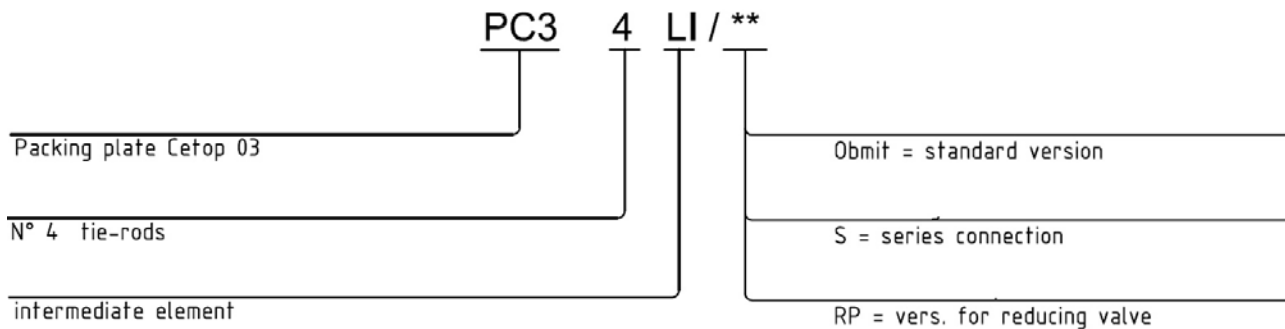 PC3 4 LI / **
Packing plate Cetop 03
Obmit = standard version
N° 4 tie-rods
S = series connection
intermediate element
RP = vers. for reducing valve